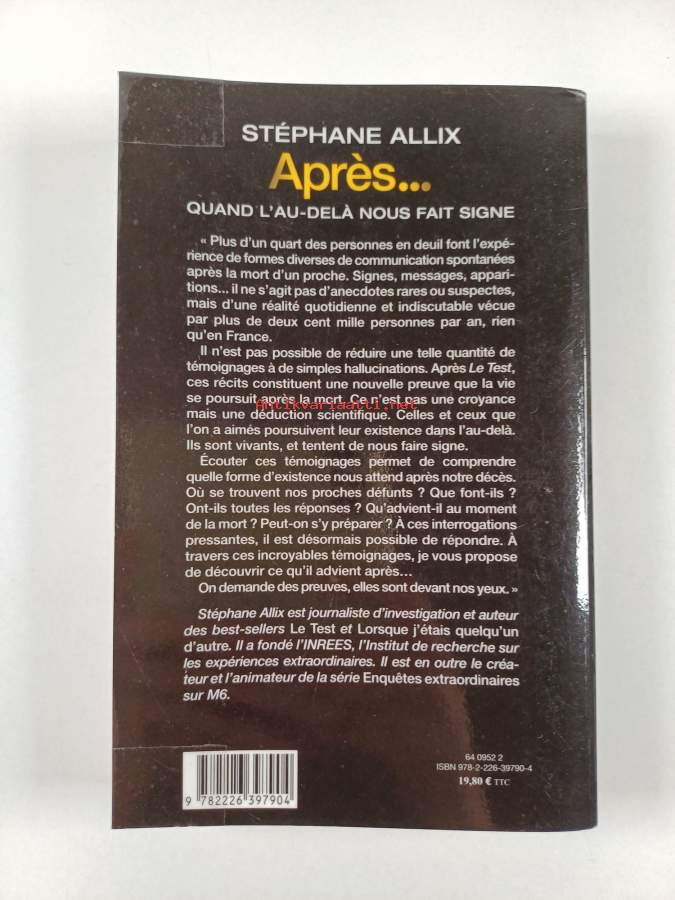 STÉPHANE ALLIX
Après...
QUAND L'AU-DELÀ NOUS FAIT SIGNE
« Plus d'un quart des personnes en deuil font l'expé-
rience de formes diverses de communication spontanées
après la mort d'un proche. Signes, messages, appari-
tions... il ne s'agit pas d'anecdotes rares ou suspectes,
mais d'une réalité quotidienne et indiscutable vécue
par plus de deux cent mille personnes par an, rien
qu'en France.
Il n'est pas possible de réduire une telle quantité de
témoignages à de simples hallucinations. Après Le Test,
ces récits constituent une nouvelle preuve que la vie
se poursuit après la mort. Ce n'est pas une croyance
mais une déduction scientifique. Celles et ceux que
l'on a aimés poursuivent leur existence dans l'au-delà.
Ils sont vivants, et tentent de nous faire signe.
Écouter ces témoignages permet de comprendre
quelle forme d'existence nous attend après notre décès.
Où se trouvent nos proches défunts ? Que font-ils ?
Ont-ils toutes les réponses ? Qu'advient-il au moment
de la mort ? Peut-on s'y préparer ? À ces interrogations
pressantes, il est désormais possible de répondre. À
travers ces incroyables témoignages, je vous propose
de découvrir ce qu'il advient après...
On demande des preuves, elles sont devant nos yeux. »
Stéphane Allix est journaliste d'investigation et auteur
des best-sellers Le Test et Lorsque j'étais quelqu'un
d'autre. Il a fondé l'INREES, l'Institut de recherche sur
les expériences extraordinaires. Il est en outre le créa-
teur et l'animateur de la série Enquêtes extraordinaires
sur M6.
64 0952 2
ISBN 978-2-226-39790-4
19,80 € TTC
9 782226 397904
Antikvariaatti.net